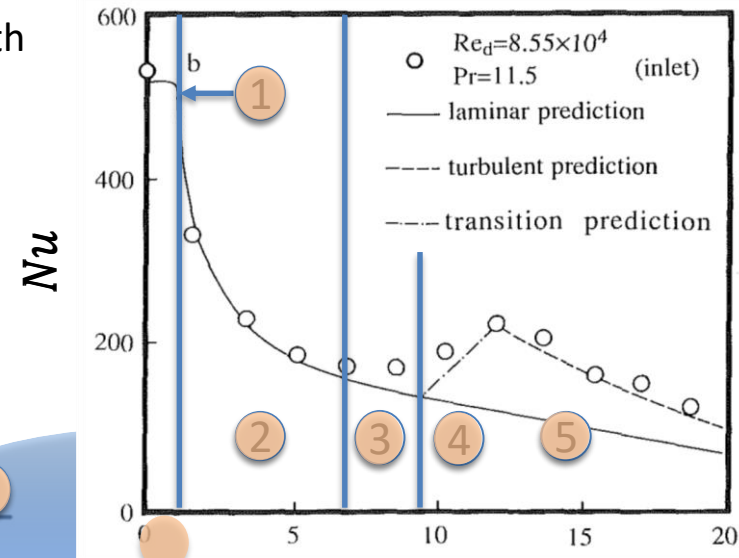 th
600
400
200
0
Nu
b
1
Re_d=8.55×10^4
Pr=11.5
(inlet)
laminar prediction
turbulent prediction
transition prediction
2
3
4
5
0
5
10
15
20